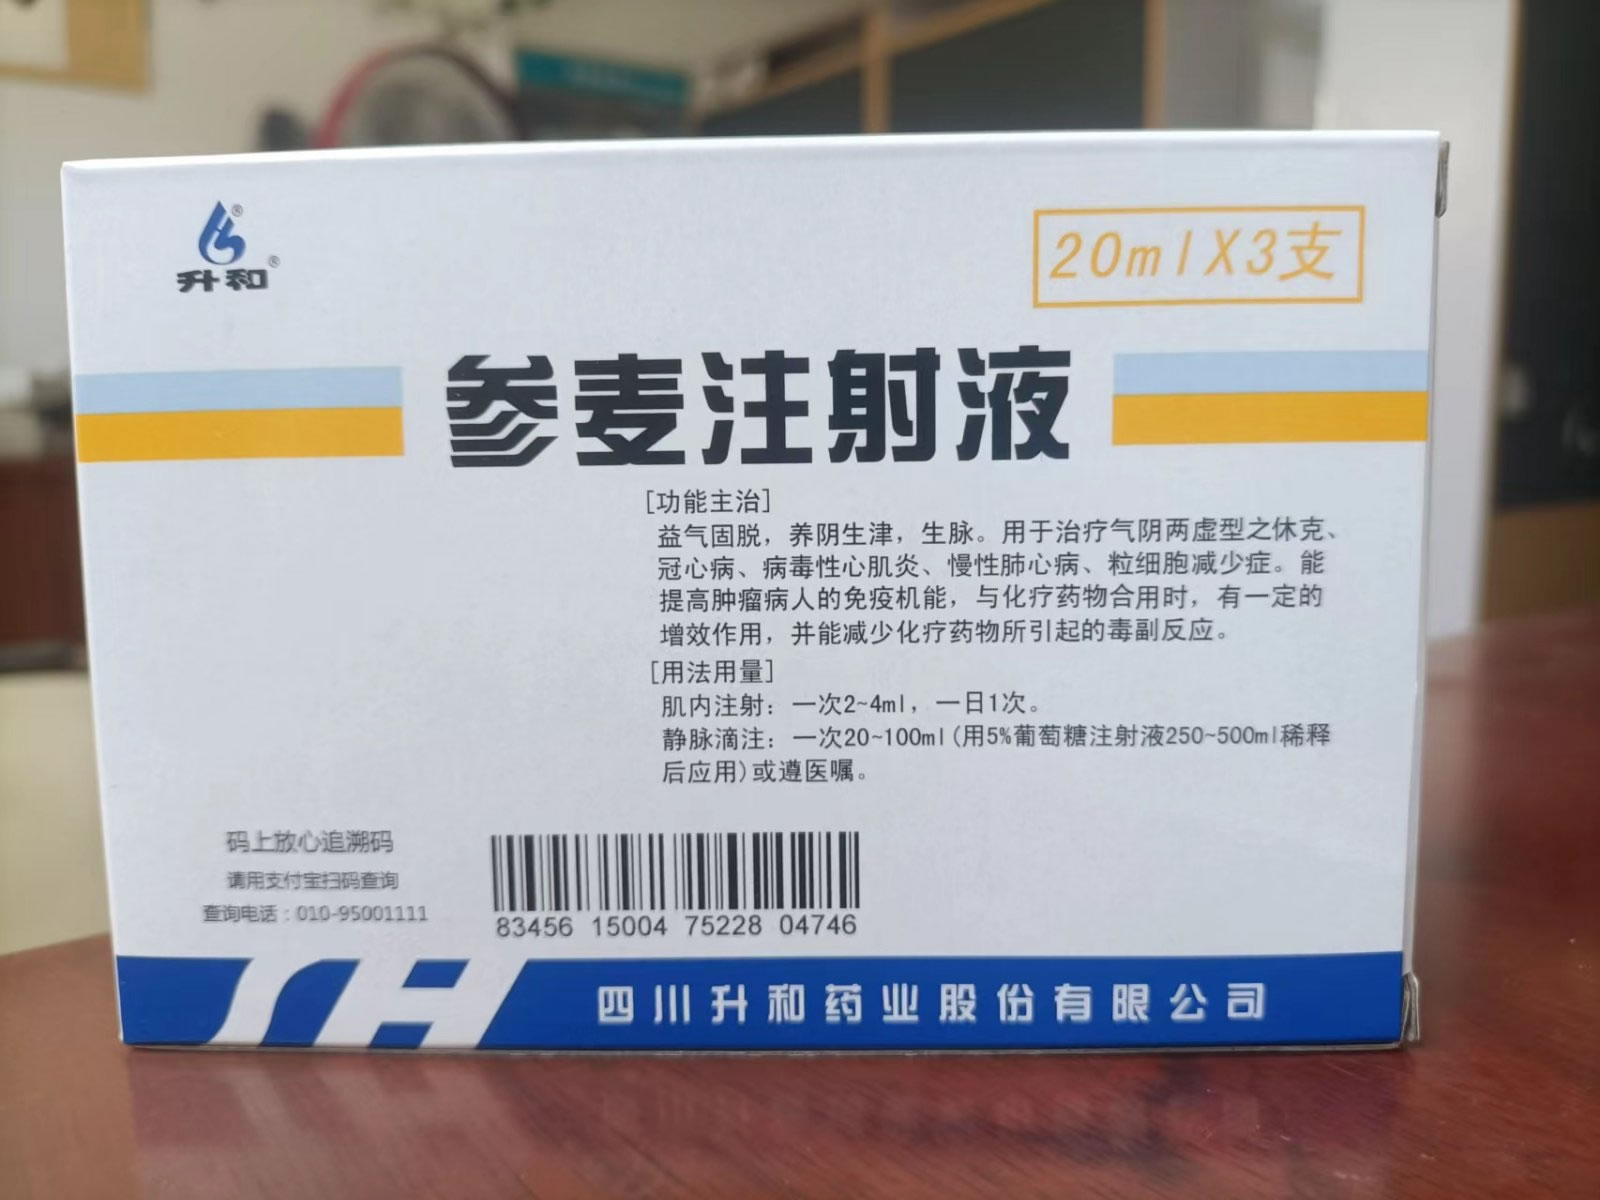 升和
20mlX3支
参麦注射液
[功能主治]
益气固脱，养阴生津，生脉。用于治疗气阴两虚型之休克、
冠心病、病毒性心肌炎、慢性肺心病、粒细胞减少症。能
提高肿瘤病人的免疫机能，与化疗药物合用时，有一定的
增效作用，并能减少化疗药物所引起的毒副反应。
[用法用量]
肌内注射：一次2~4ml，一日1次。
静脉滴注：一次20~100ml(用5%葡萄糖注射液250~500ml稀释
后应用)或遵医嘱。
码上放心追溯码
请用支付宝扫码查询
查询电话：010-95001111
83456 15004 75228 04746
四川升和药业股份有限公司